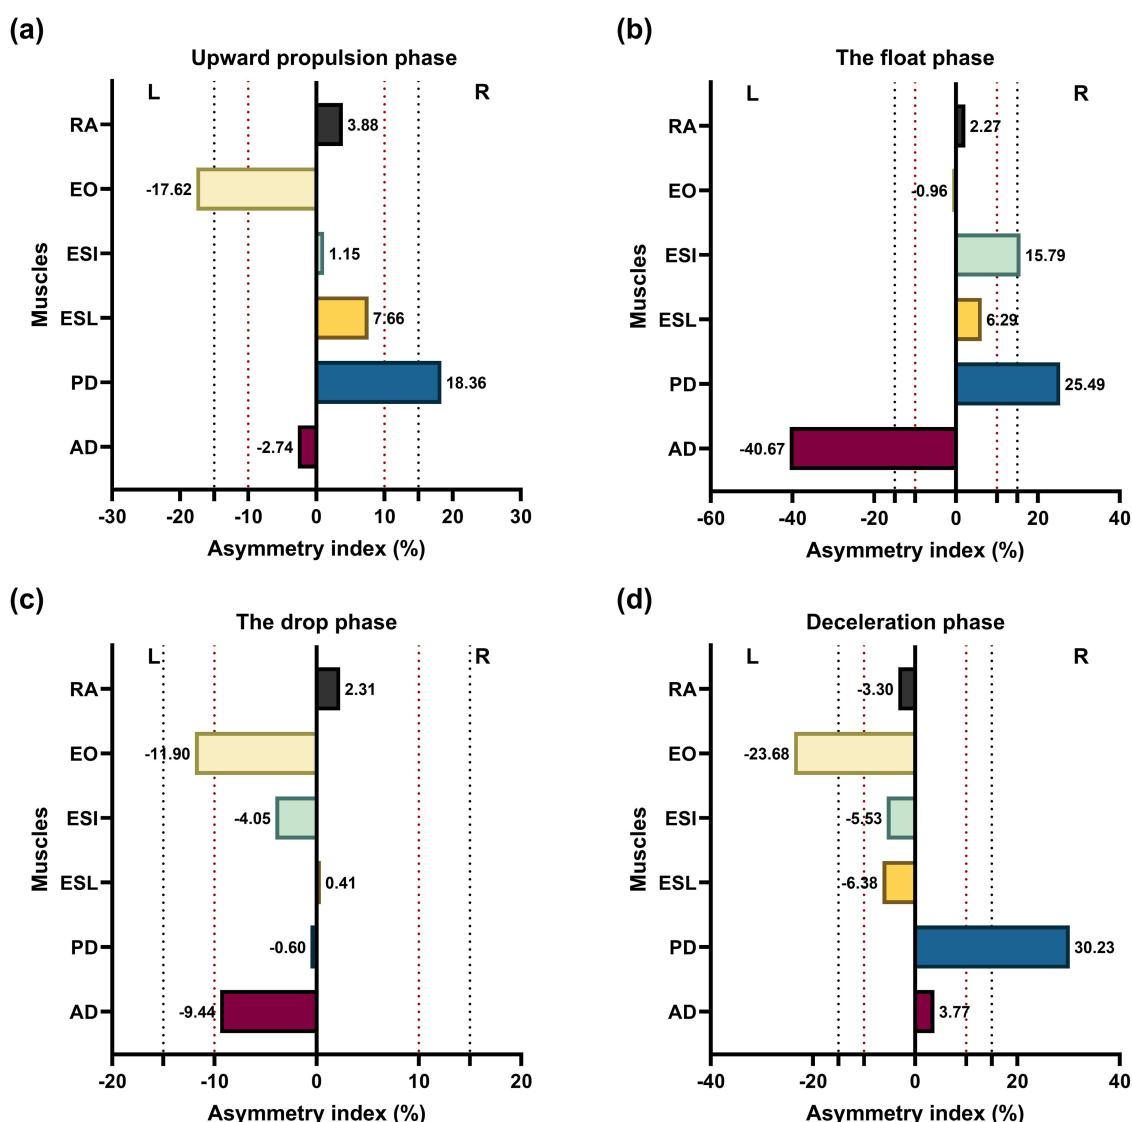 (a)
Upward propulsion phase
L R
RA 3.88
EO -17.62
ESI 1.15
ESL 7.66
PD 18.36
AD -2.74
Muscles
-30 -20 -10 0 10 20 30
Asymmetry index (%)
(b)
The float phase
L R
RA 2.27
EO -0.96
ESI 15.79
ESL 6.29
PD 25.49
AD -40.67
Muscles
-60 -40 -20 0 20 40
Asymmetry index (%)
(c)
The drop phase
L R
RA 2.31
EO -11.90
ESI -4.05
ESL 0.41
PD -0.60
AD -9.44
Muscles
-20 -10 0 10 20
Asymmetry index (%)
(d)
Deceleration phase
L R
RA -3.30
EO -23.68
ESI -5.53
ESL -6.38
PD 30.23
AD 3.77
Muscles
-40 -20 0 20 40
Asymmetry index (%)